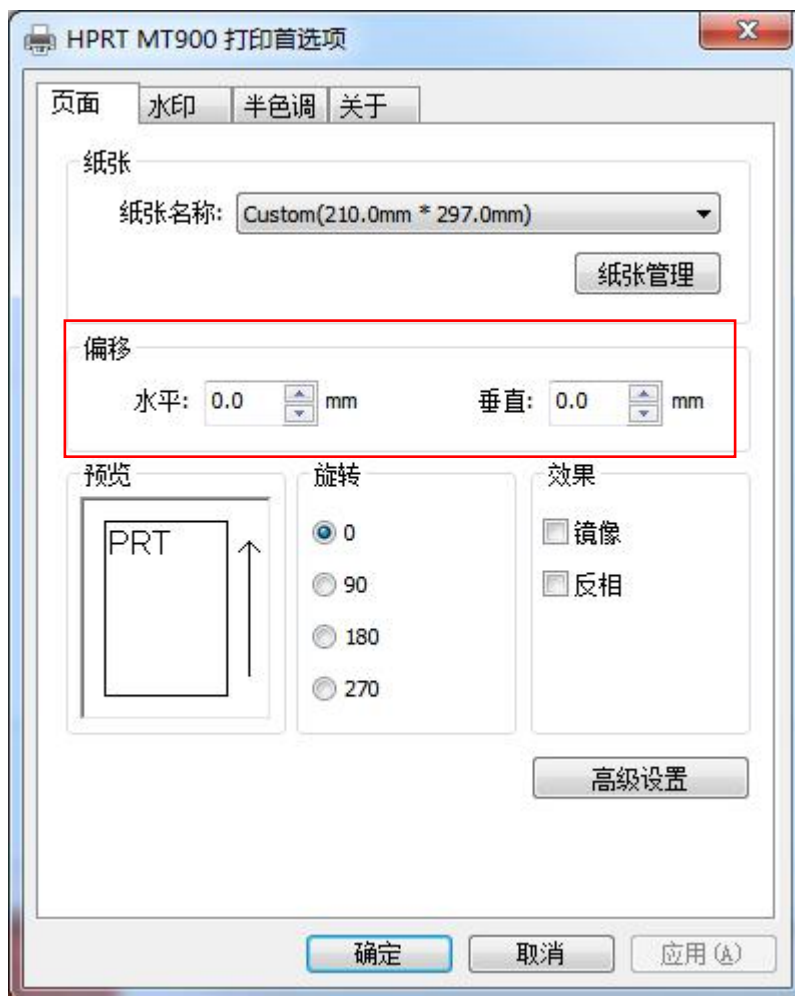 HPRT MT900 打印首选项
页面 水印 半色调 关于
纸张
纸张名称: Custom(210.0mm * 297.0mm)
纸张管理
偏移
水平: 0.0 mm 垂直: 0.0 mm
预览 旋转 效果
PRT 0 镜像
90 反相
180
270
高级设置
确定 取消 应用(A)